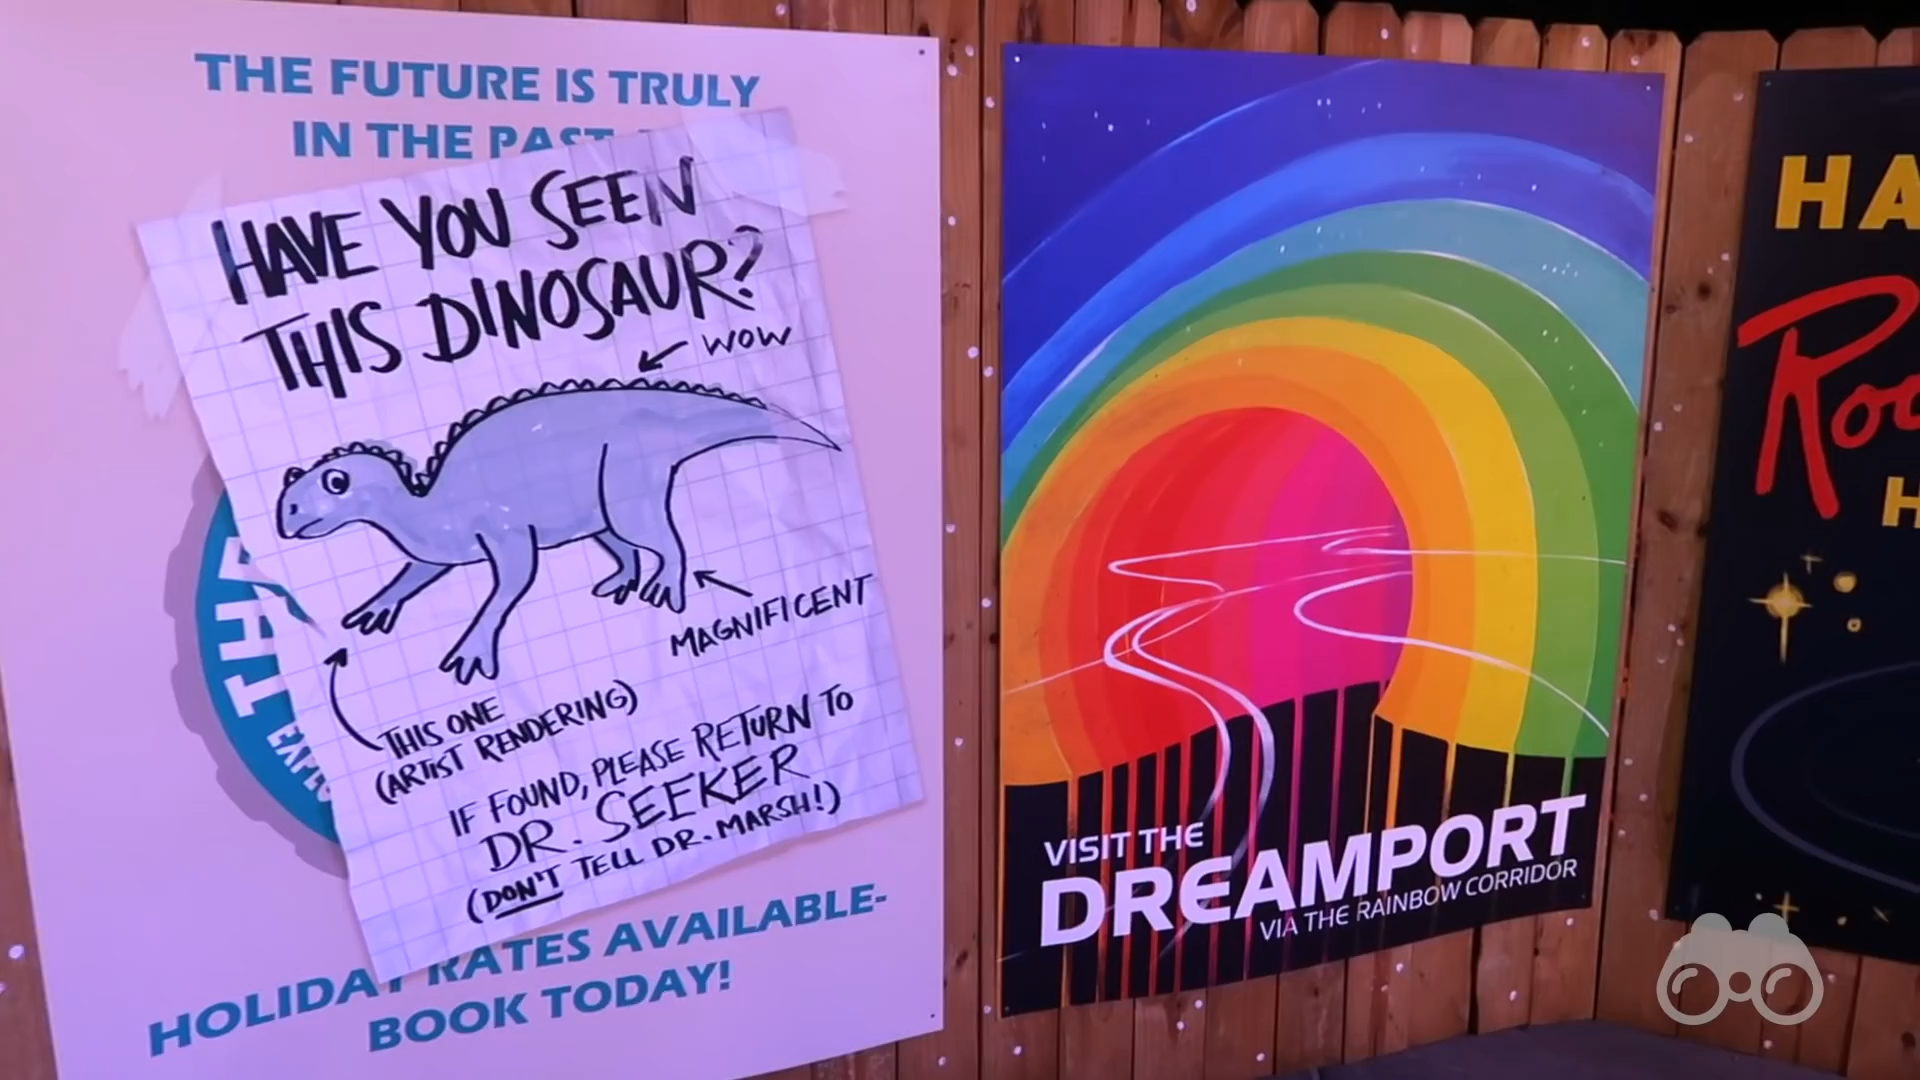 THE FUTURE IS TRULY
IN THE PAST
HAVE YOU SEEN
THIS DINOSAUR?
WOW
MAGNIFICENT
THIS ONE
(ARTIST RENDERING)
IF FOUND, PLEASE RETURN TO
DR. SEEKER
(DON'T TELL DR. MARSH!)
HOLIDAY RATES AVAILABLE-
BOOK TODAY!
VISIT THE
DREAMPORT
VIA THE RAINBOW CORRIDOR